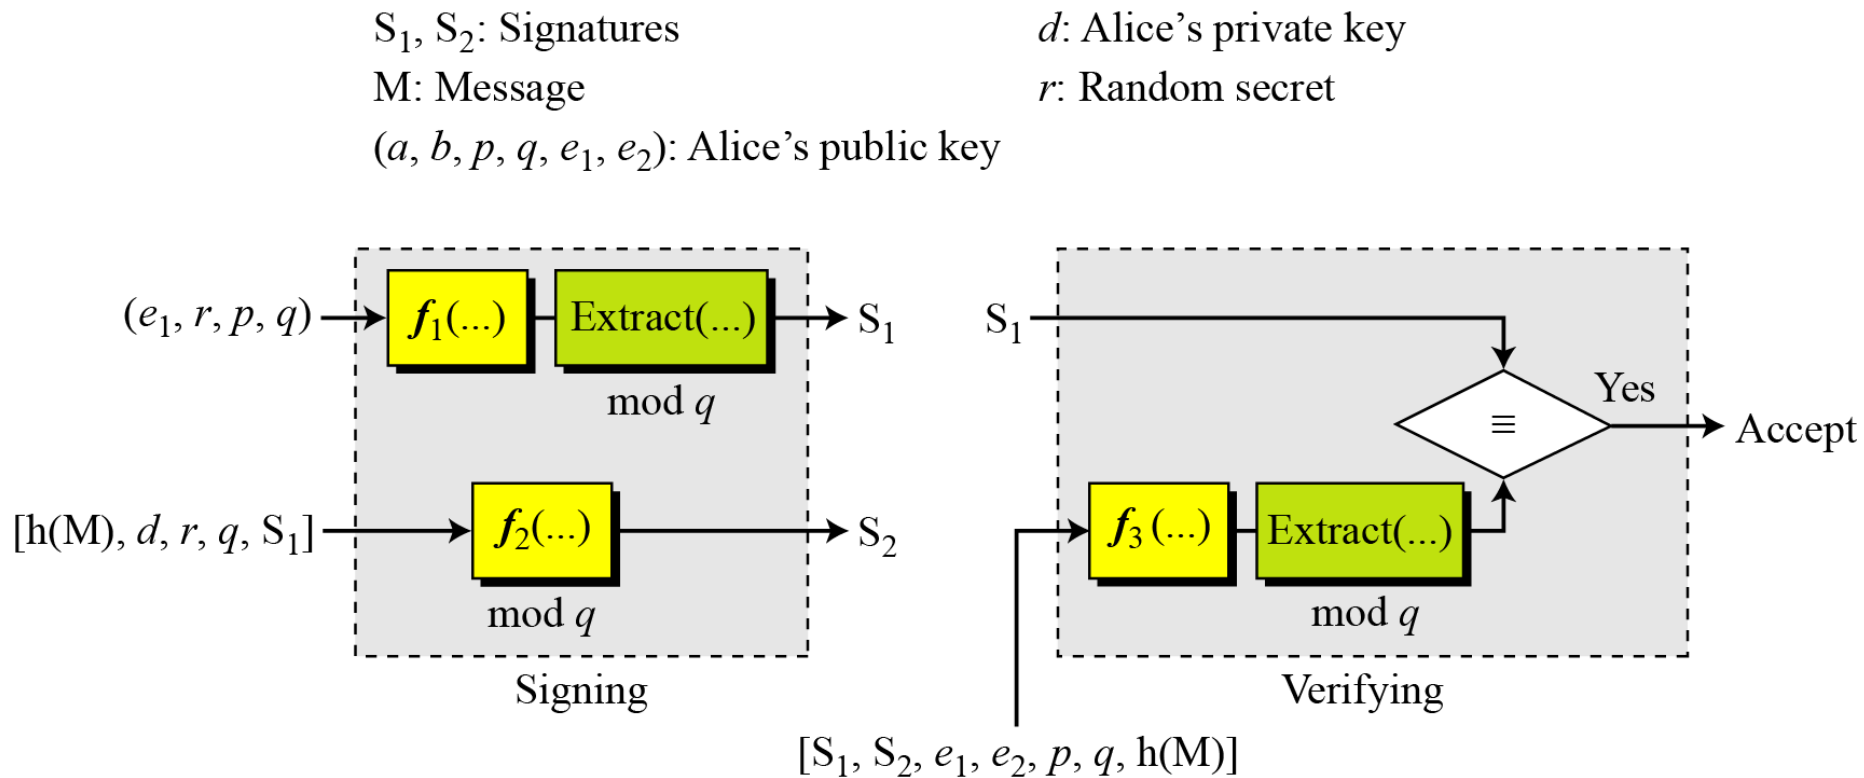 S₁, S₂: Signatures
d: Alice’s private key
M: Message
r: Random secret
(a, b, p, q, e₁, e₂): Alice’s public key
(e₁, r, p, q)
f₁(...)
Extract(...)
S₁
mod q
[h(M), d, r, q, S₁]
f₂(...)
S₂
mod q
Signing
S₁
≡
Yes
Accept
f₃(...)
Extract(...)
mod q
Verifying
[S₁, S₂, e₁, e₂, p, q, h(M)]